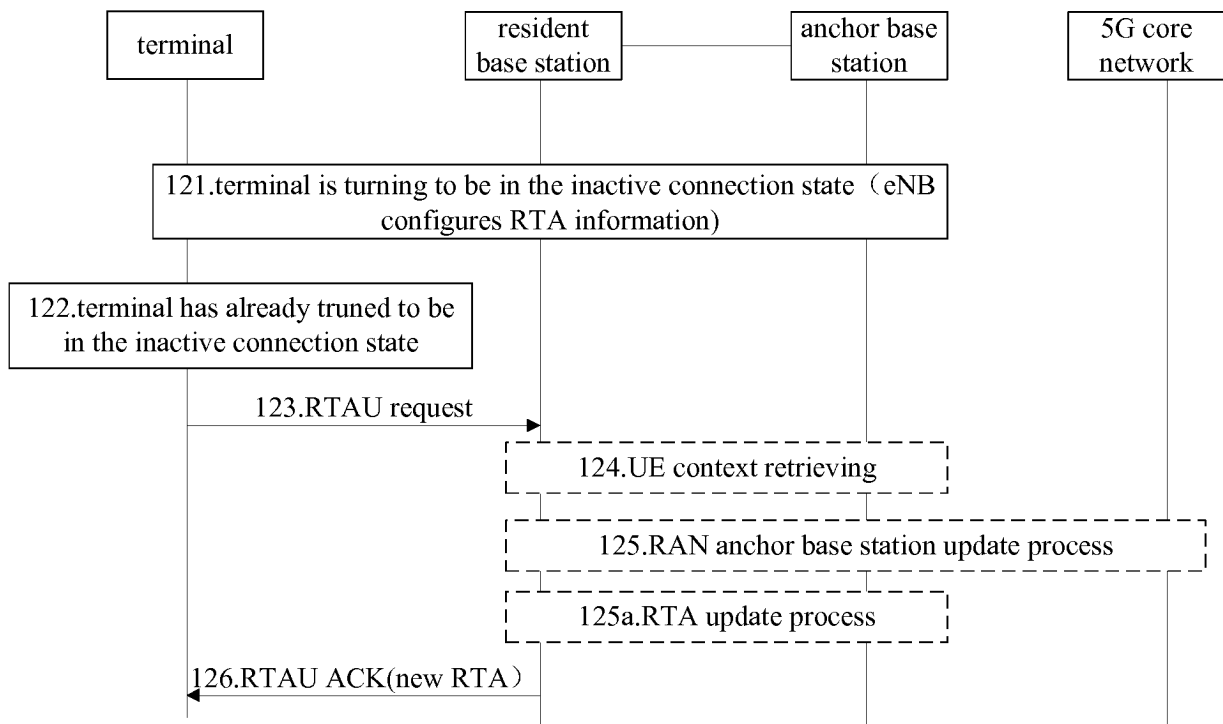 terminal
resident
base station
anchor base
station
5G core
network
121.terminal is turning to be in the inactive connection state（eNB
configures RTA information)
122.terminal has already truned to be
in the inactive connection state
123.RTAU request
124.UE context retrieving
125.RAN anchor base station update process
125a.RTA update process
126.RTAU ACK(new RTA）